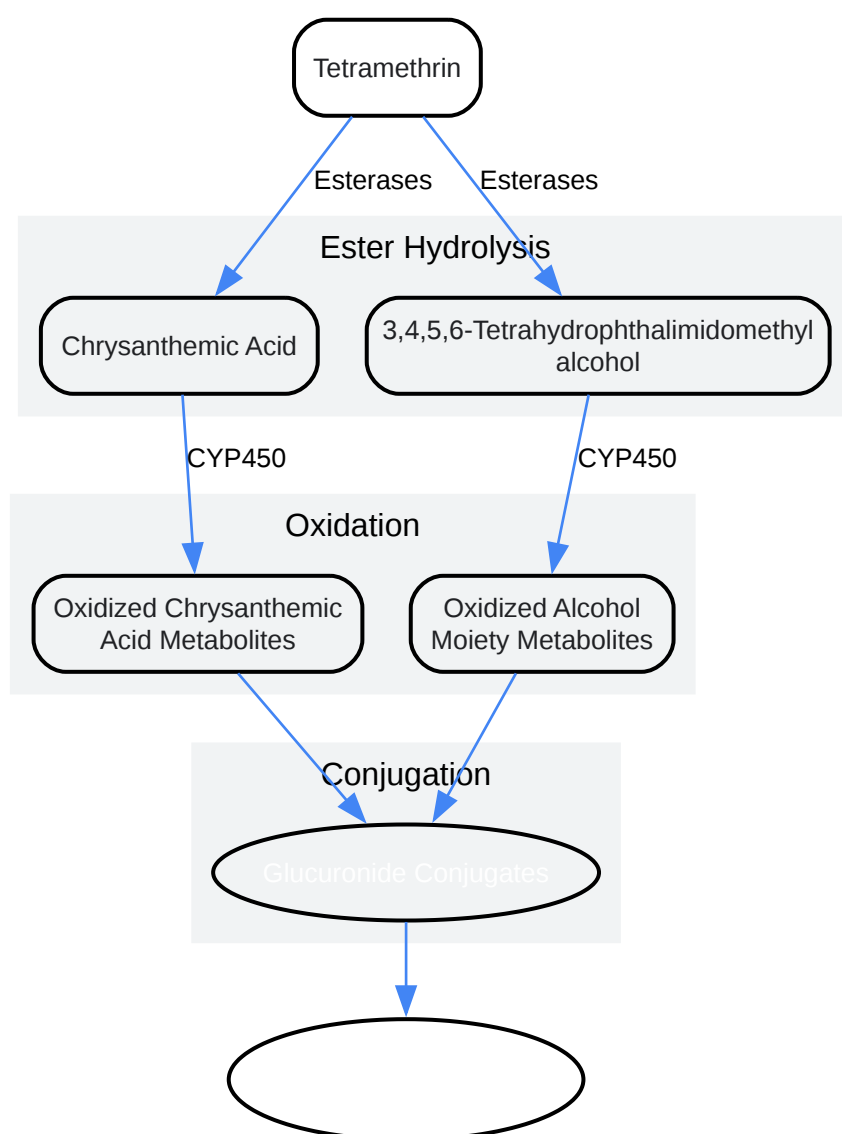 Tetramethrin
Esterases
Esterases
Ester Hydrolysis
Chrysanthemic Acid
3,4,5,6-Tetrahydrophthalimidomethyl
alcohol
CYP450
CYP450
Oxidation
Oxidized Chrysanthemic
Acid Metabolites
Oxidized Alcohol
Moiety Metabolites
Conjugation
Glucuronide Conjugates